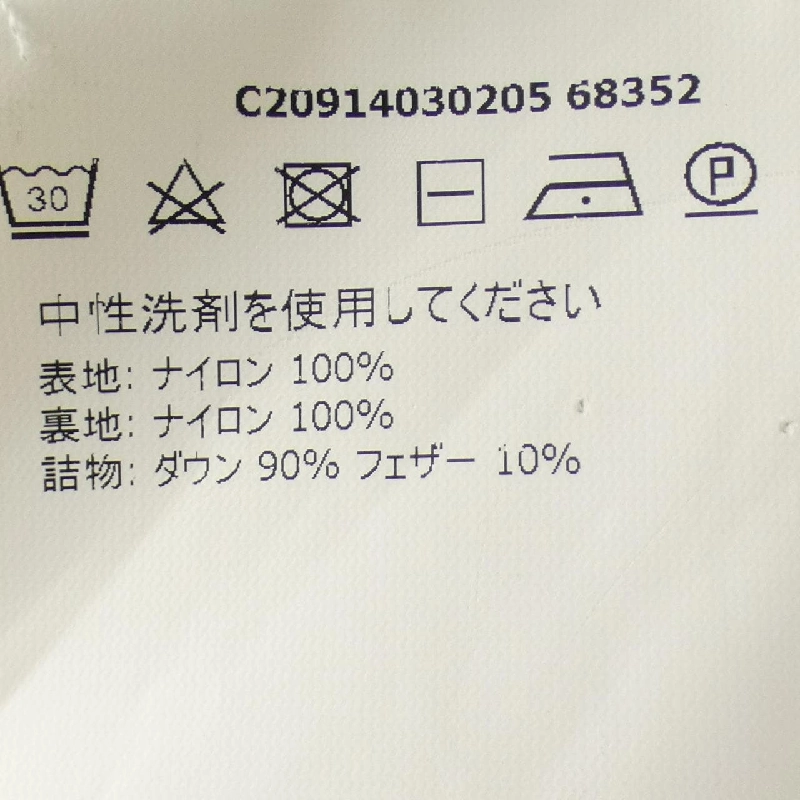 C20914030205 68352
30 P
中性洗剤を使用してください
表地: ナイロン 100%
裏地: ナイロン 100%
詰物: ダウン 90% フェザー 10%